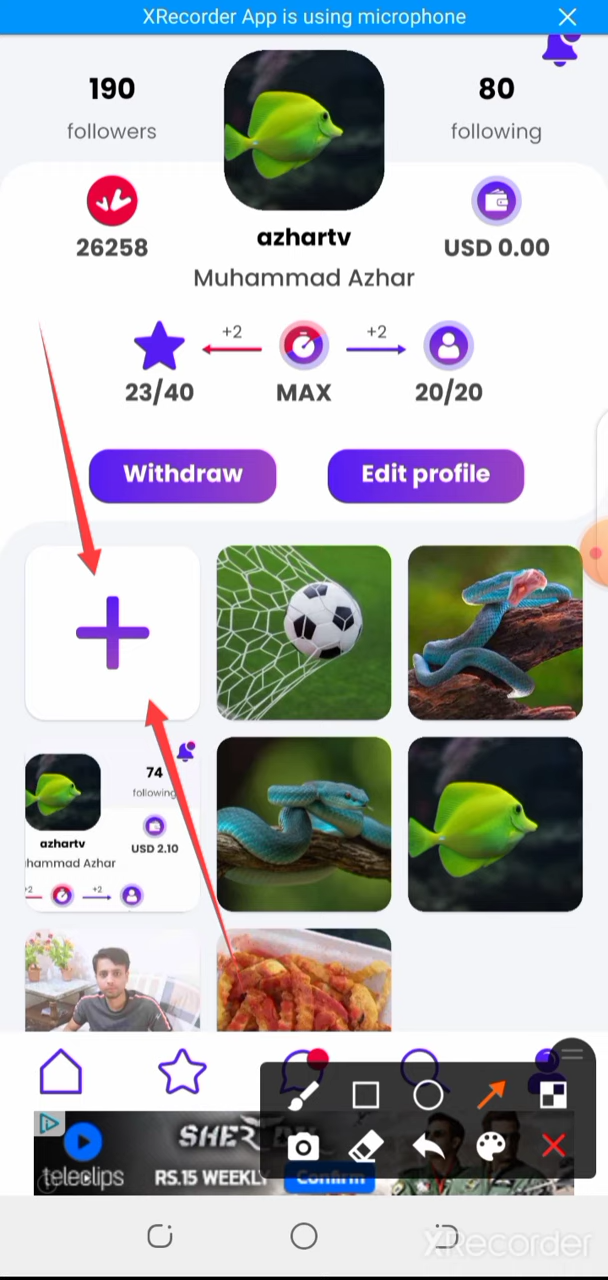 XRecorder App is using microphone
190
80
followers
following
26258
azhartv
USD 0.00
Muhammad Azhar
+2
+2
23/40
MAX
20/20
Withdraw
Edit profile
74
following
azhartv
USD 2.10
hammad Azhar
+2
teleclips
RS.15 WEEKLY
Confirm
XRecorder